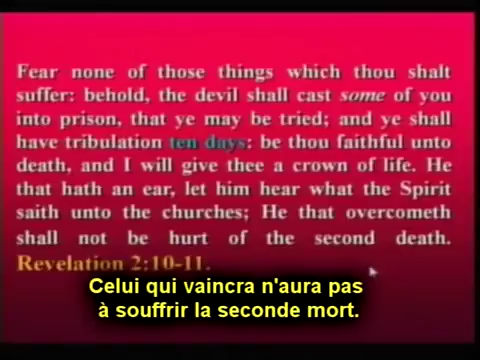 Fear none of those things which thou shalt
suffer: behold, the devil shall cast some of you
into prison, that ye may be tried; and ye shall
have tribulation ten days: be thou faithful unto
death, and I will give thee a crown of life. He
that hath an ear, let him hear what the Spirit
saith unto the churches; He that overcometh
shall not be hurt of the second death.
Revelation 2:10-11.
Celui qui vaincra n'aura pas
à souffrir la seconde mort.